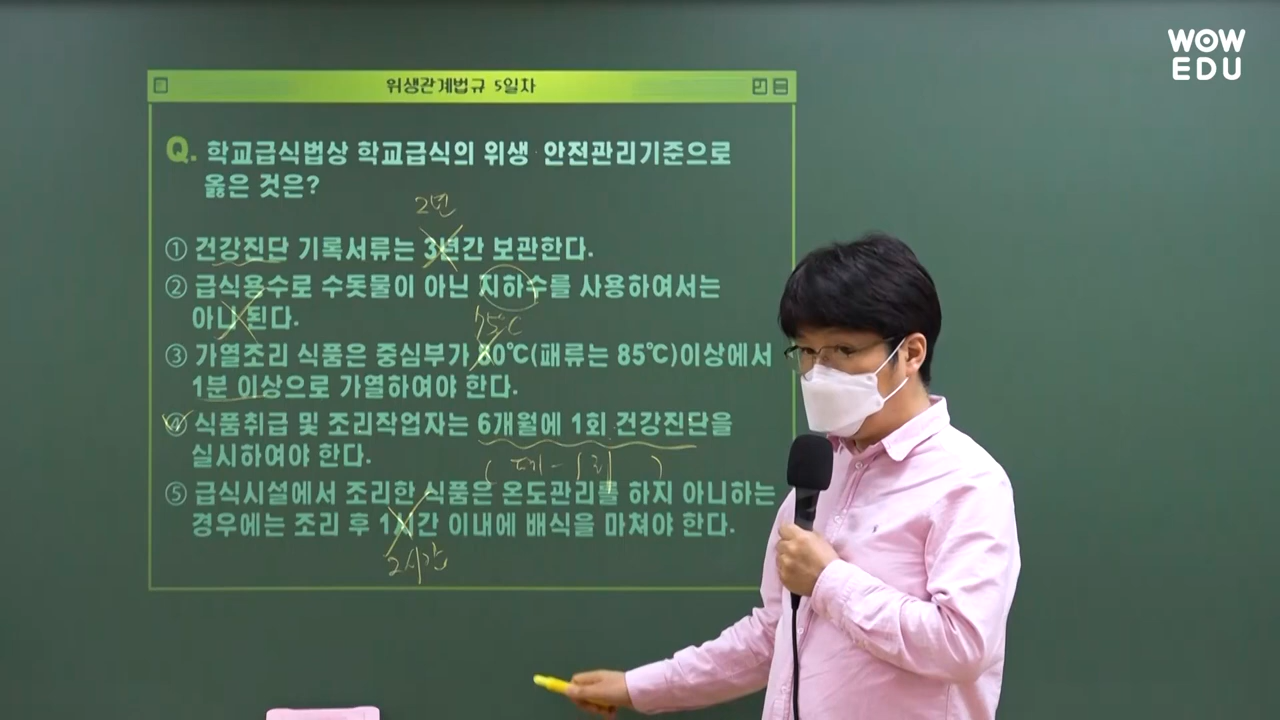 WOW
EDU
위생관계법규 5일차
Q. 학교급식법상 학교급식의 위생·안전관리기준으로
옳은 것은?
2년
① 건강진단 기록서류는 3년간 보관한다.
② 급식용수로 수돗물이 아닌 지하수를 사용하여서는
아니 된다.
75℃
③ 가열조리 식품은 중심부가 80℃(패류는 85℃)이상에서
1분 이상으로 가열하여야 한다.
④ 식품취급 및 조리작업자는 6개월에 1회 건강진단을
실시하여야 한다.
⑤ 급식시설에서 조리한 식품은 온도관리를 하지 아니하는
경우에는 조리 후 1시간 이내에 배식을 마쳐야 한다.
2시간